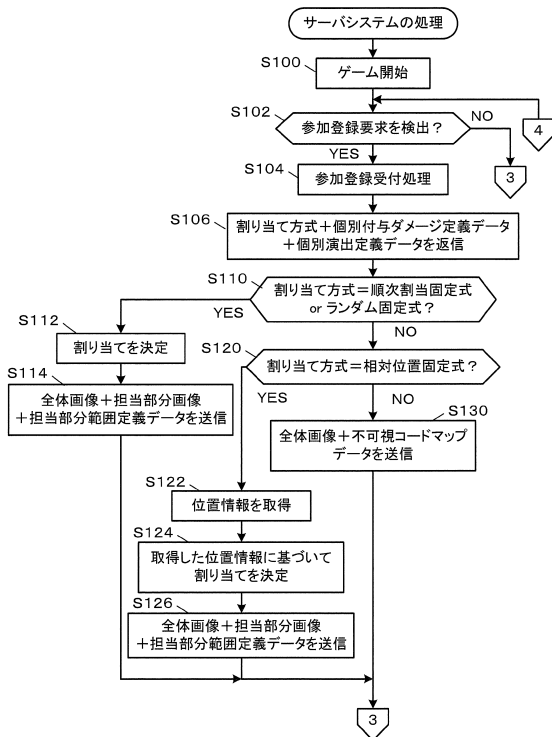 サーバシステムの処理
S100
ゲーム開始
4
S102
参加登録要求を検出？
NO
YES
3
S104
参加登録受付処理
S106
割り当て方式＋個別付与ダメージ定義データ
＋個別演出定義データを返信
S110
割り当て方式＝順次割当固定式
or ランダム固定式？
YES
NO
S112
割り当てを決定
S120
割り当て方式＝相対位置固定式？
S114
全体画像＋担当部分画像
＋担当部分範囲定義データを送信
YES
NO
S130
全体画像＋不可視コードマップ
データを送信
S122
位置情報を取得
S124
取得した位置情報に基づいて
割り当てを決定
S126
全体画像＋担当部分画像
＋担当部分範囲定義データを送信
3